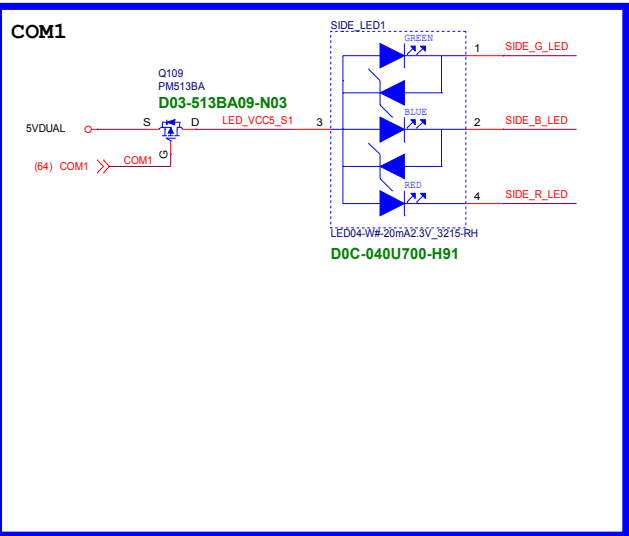 COM1
SIDE_LED1
GREEN
1
SIDE_G_LED
Q109
PM513BA
D03-513BA09-N03
5VDUAL
S
D
LED_VCC5_S1
3
BLUE
2
SIDE_B_LED
G
(64) COM1
COM1
RED
4
SIDE_R_LED
LED04-W#-20mA2.3V_3215-RH
D0C-040U700-H91